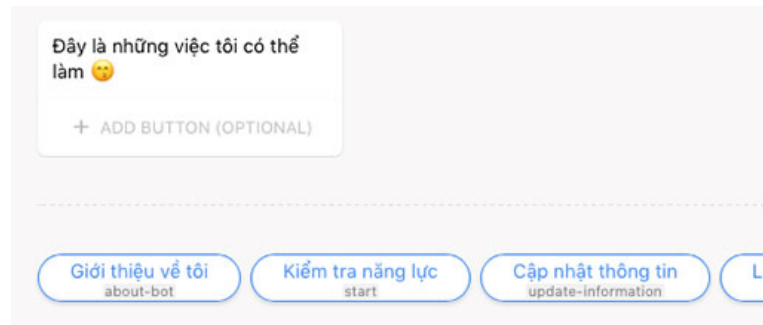 Đây là những việc tôi có thể
làm 😙
+ ADD BUTTON (OPTIONAL)
Giới thiệu về tôi
about-bot
Kiểm tra năng lực
start
Cập nhật thông tin
update-information
L